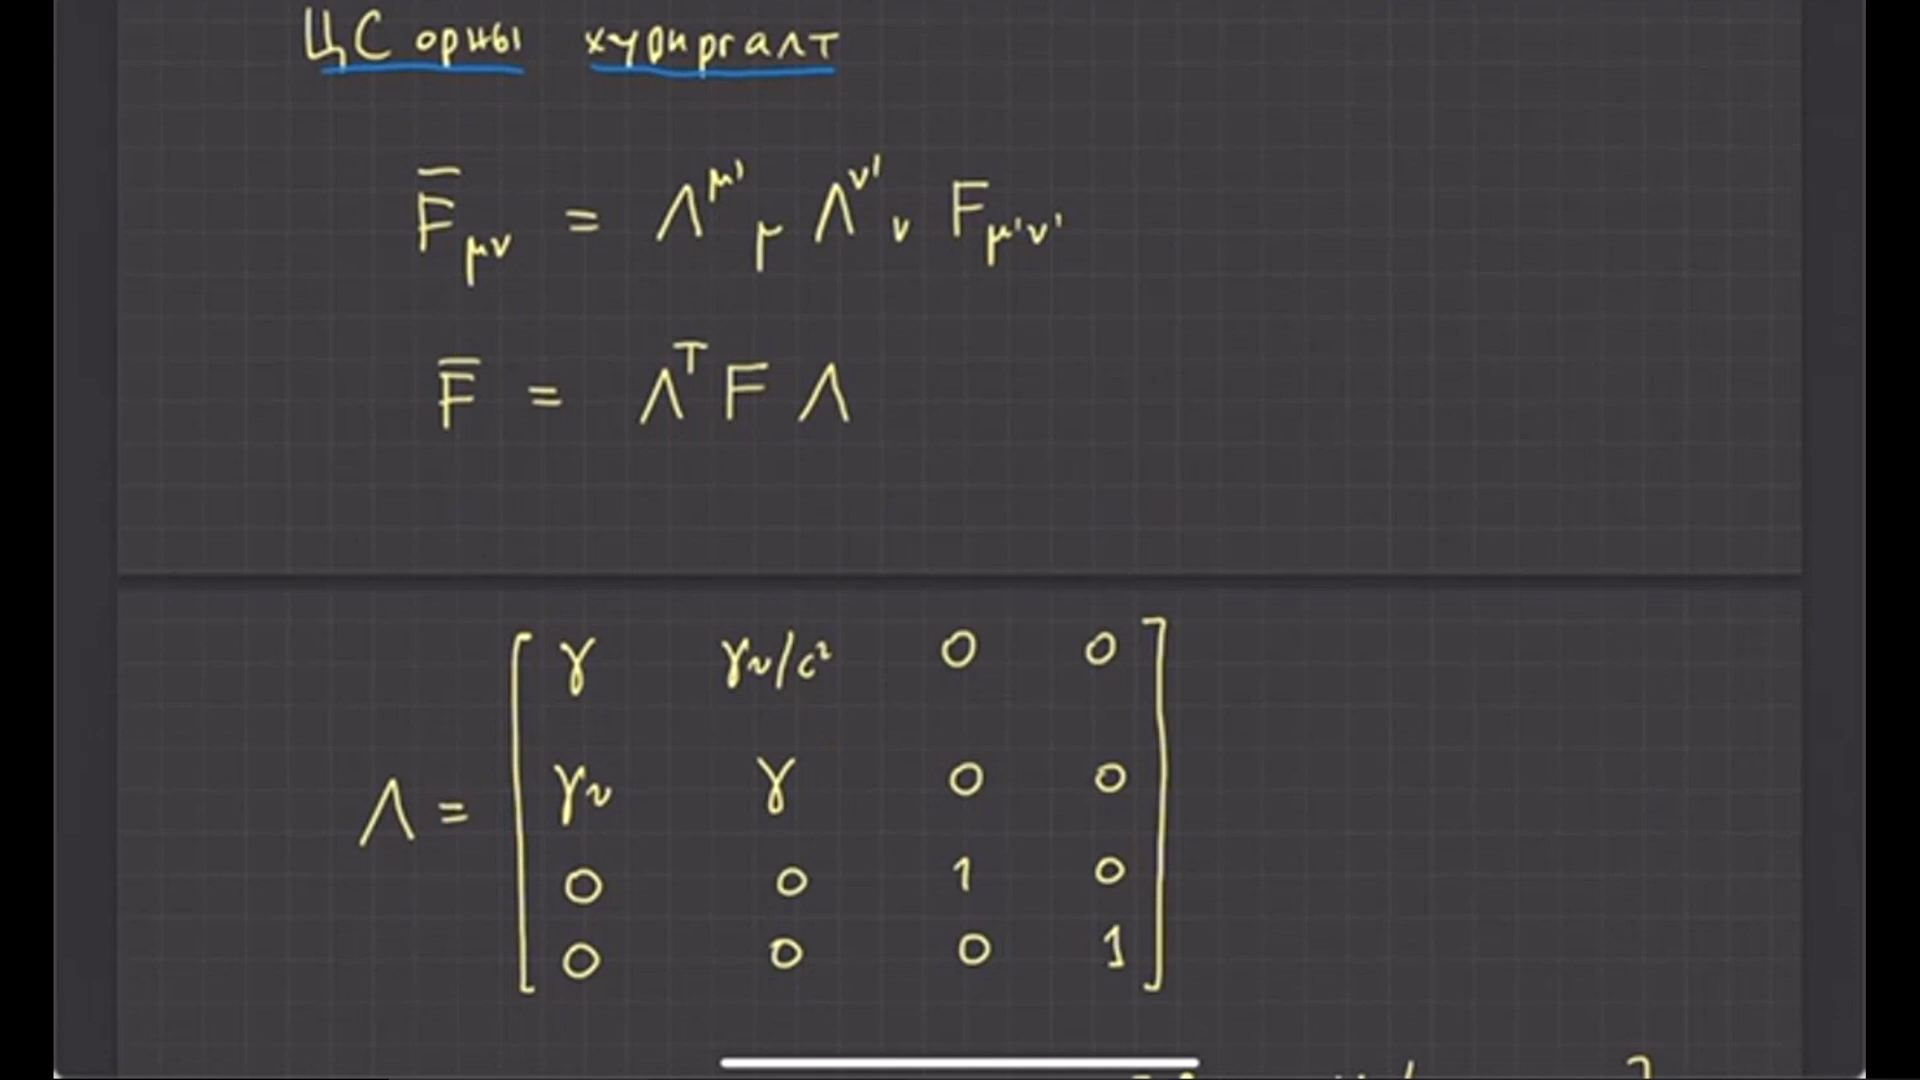 ЦС орны хувиргалт
F̅_μν = Λ^μ'_μ Λ^ν'_ν F_μ'ν'
F̅ = Λ^T F Λ
Λ = [ γ γv/c² 0 0
γv γ 0 0
0 0 1 0
0 0 0 1 ]